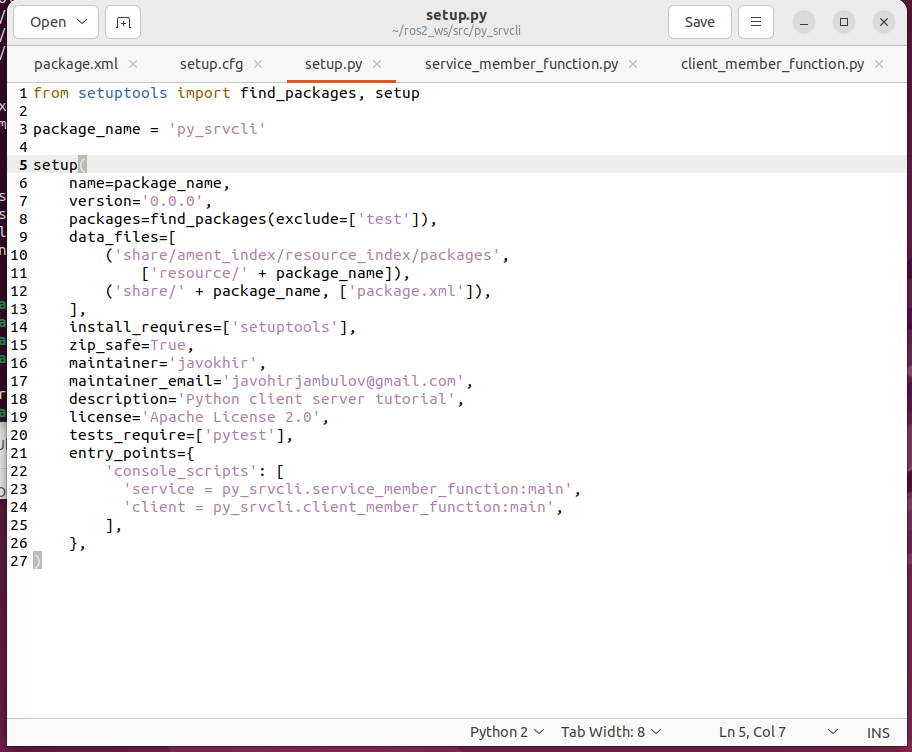 Open
setup.py
~/ros2_ws/src/py_srvcli
Save
package.xml
setup.cfg
setup.py
service_member_function.py
client_member_function.py
1 from setuptools import find_packages, setup
2
3 package_name = 'py_srvcli'
4
5 setup(
6     name=package_name,
7     version='0.0.0',
8     packages=find_packages(exclude=['test']),
9     data_files=[
10         ('share/ament_index/resource_index/packages',
11             ['resource/' + package_name]),
12         ('share/' + package_name, ['package.xml']),
13     ],
14     install_requires=['setuptools'],
15     zip_safe=True,
16     maintainer='javokhir',
17     maintainer_email='javohirjambulov@gmail.com',
18     description='Python client server tutorial',
19     license='Apache License 2.0',
20     tests_require=['pytest'],
21     entry_points={
22         'console_scripts': [
23           'service = py_srvcli.service_member_function:main',
24           'client = py_srvcli.client_member_function:main',
25         ],
26     },
27 )
Python 2
Tab Width: 8
Ln 5, Col 7
INS